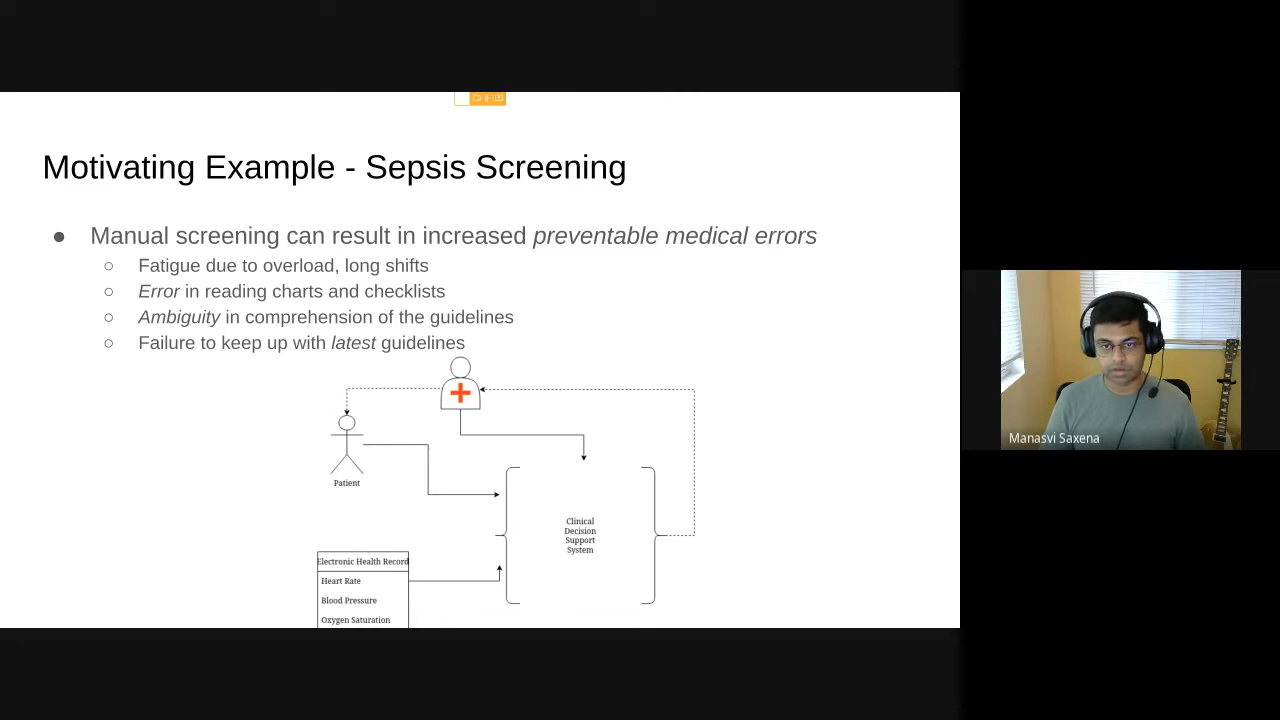 Motivating Example - Sepsis Screening
● Manual screening can result in increased preventable medical errors
○ Fatigue due to overload, long shifts
○ Error in reading charts and checklists
○ Ambiguity in comprehension of the guidelines
○ Failure to keep up with latest guidelines
Patient
Clinical
Decision
Support
System
Electronic Health Record
Heart Rate
Blood Pressure
Oxygen Saturation
Manasvi Saxena